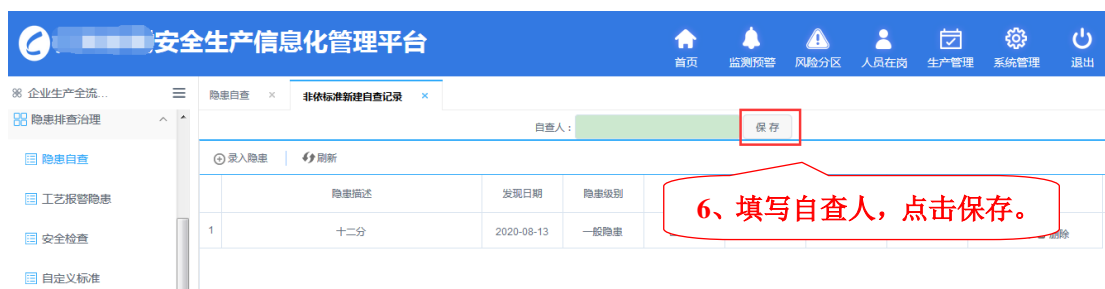 安全生产信息化管理平台
首页 监测预警 风险分区 人员在岗 生产管理 系统管理 退出
企业生产全流... 隐患自查 × 非依标准新建自查记录 ×
隐患排查治理 自查人： 保存
隐患自查 录入隐患 刷新
隐患描述 发现日期 隐患级别
工艺报警隐患 6、填写自查人，点击保存。
1 十二分 2020-08-13 一般隐患 删除
安全检查
自定义标准